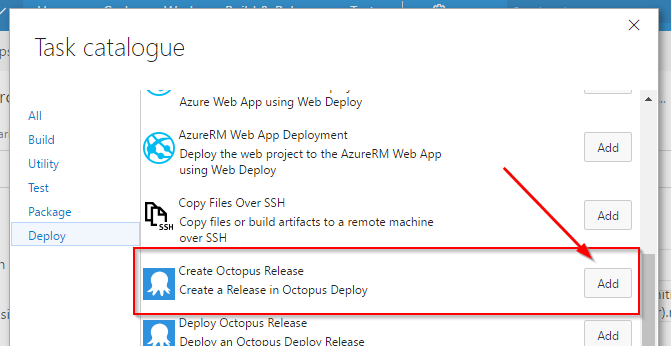 Task catalogue
All
Build
Utility
Test
Package
Deploy
Azure Web App using Web Deploy
AzureRM Web App Deployment
Deploy the web project to the AzureRM Web App
using Web Deploy
Add
Copy Files Over SSH
Copy files or build artifacts to a remote machine
over SSH
SSH
Add
Create Octopus Release
Create a Release in Octopus Deploy
Add
Deploy Octopus Release
Deploy an Octopus Deploy Release
Add